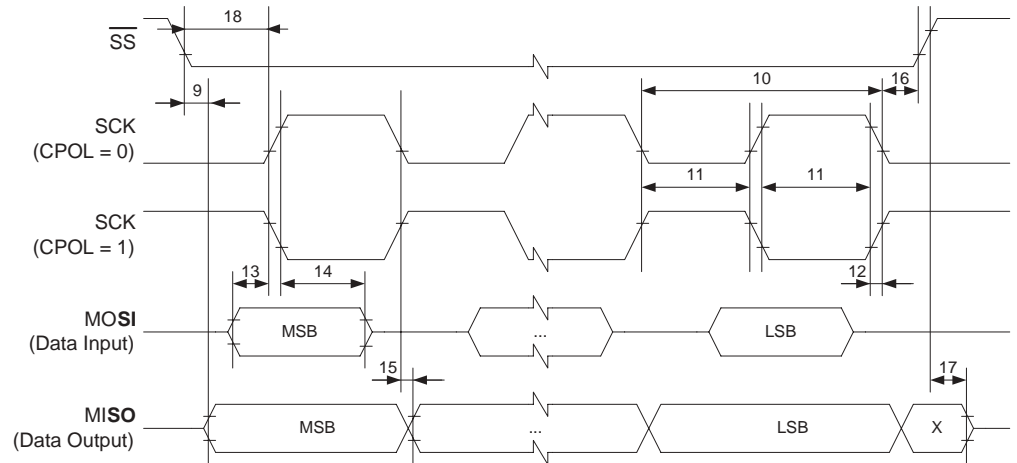 18
SS
10
16
9
SCK
(CPOL = 0)
11
11
SCK
(CPOL = 1)
13
14
12
MOSI
(Data Input)
MSB
...
LSB
15
17
MISO
(Data Output)
MSB
...
LSB
X